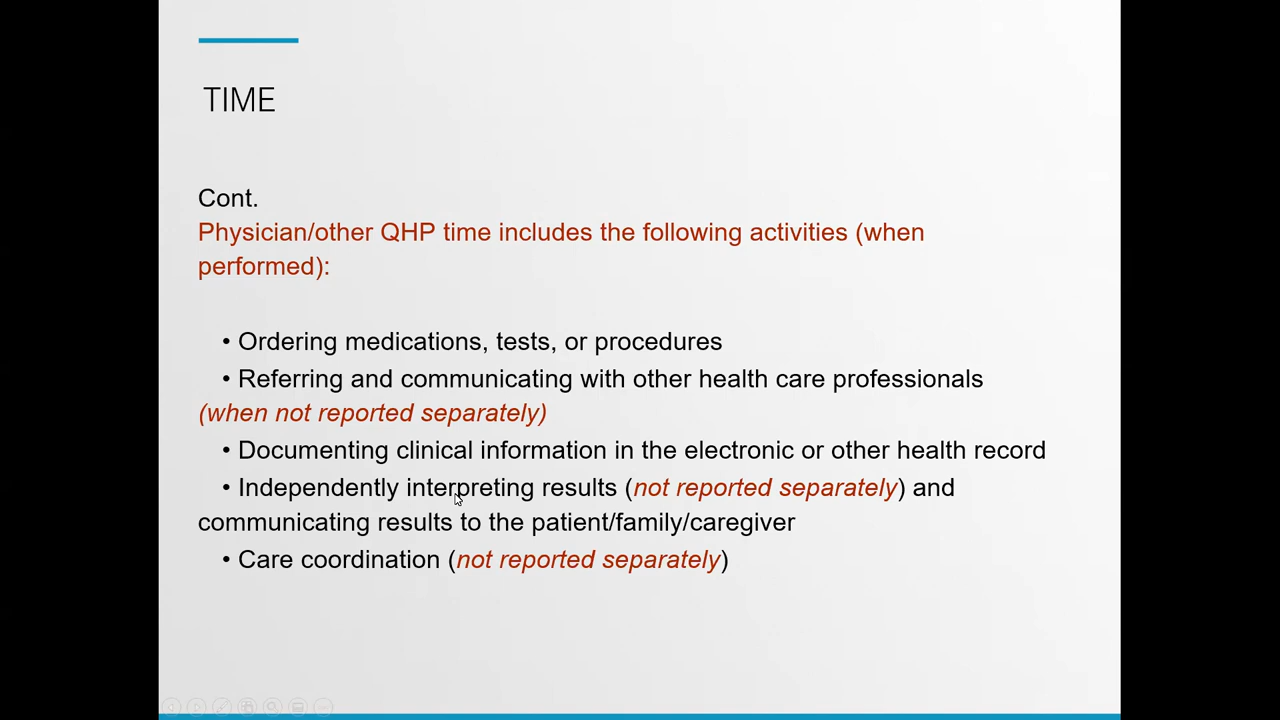 TIME
Cont.
Physician/other QHP time includes the following activities (when
performed):
• Ordering medications, tests, or procedures
• Referring and communicating with other health care professionals
(when not reported separately)
• Documenting clinical information in the electronic or other health record
• Independently interpreting results (not reported separately) and
communicating results to the patient/family/caregiver
• Care coordination (not reported separately)